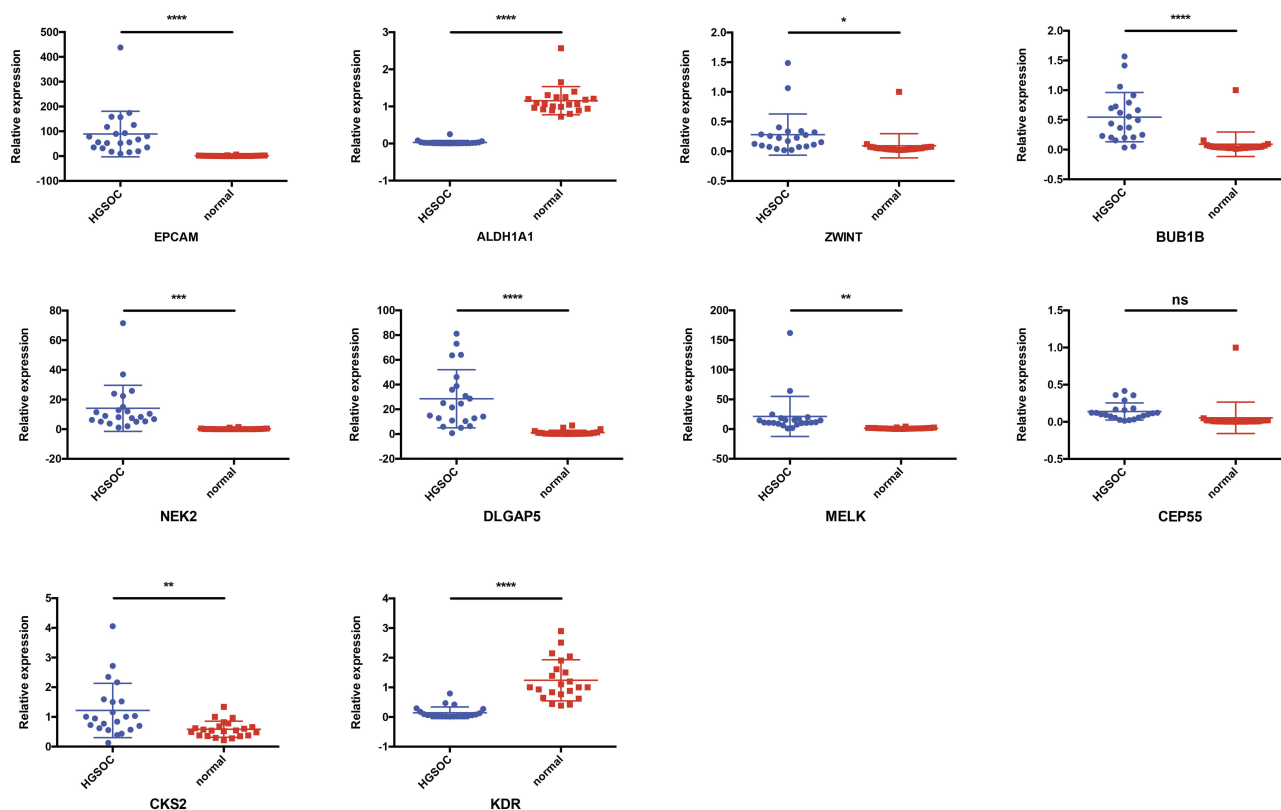 ****
Relative expression
500
400
300
200
100
0
-100
HGSOC
normal
EPCAM
****
Relative expression
3
2
1
0
-1
HGSOC
normal
ALDH1A1
*
Relative expression
2.0
1.5
1.0
0.5
0.0
-0.5
HGSOC
normal
ZWINT
****
Relative expression
2.0
1.5
1.0
0.5
0.0
-0.5
HGSOC
normal
BUB1B
***
Relative expression
80
60
40
20
0
-20
HGSOC
normal
NEK2
****
Relative expression
100
80
60
40
20
0
-20
HGSOC
normal
DLGAP5
**
Relative expression
200
150
100
50
0
-50
HGSOC
normal
MELK
ns
Relative expression
1.5
1.0
0.5
0.0
-0.5
HGSOC
normal
CEP55
**
Relative expression
5
4
3
2
1
0
HGSOC
normal
CKS2
****
Relative expression
4
3
2
1
0
-1
HGSOC
normal
KDR